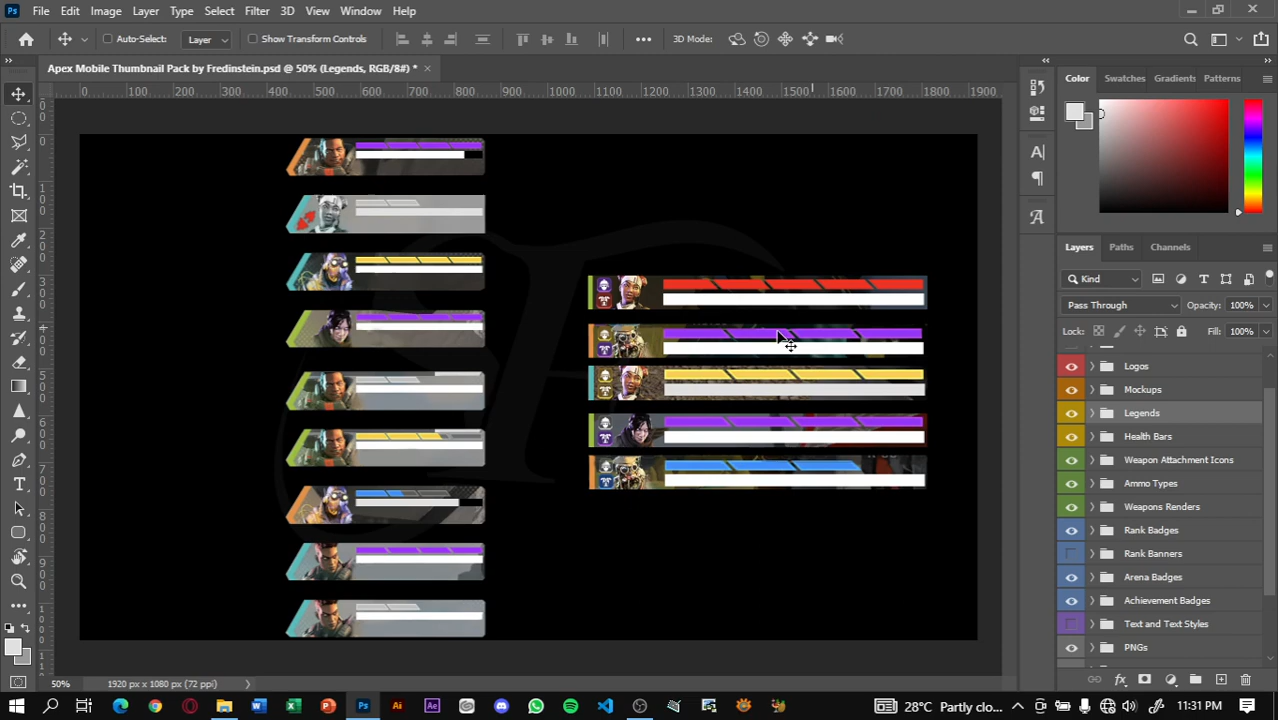 Ps File Edit Image Layer Type Select Filter 3D View Window Help
Auto-Select: Layer Show Transform Controls 3D Mode:
Apex Mobile Thumbnail Pack by Fredinstein.psd @ 50% (Legends, RGB/8#) *
0 100 200 300 400 500 600 700 800 900 1000 1100 1200 1300 1400 1500 1600 1700 1800 1900
Color Swatches Gradients Patterns
Layers Paths Channels
Kind
Pass Through Opacity: 100%
Lock: Fill: 100%
Logos
Mockups
Legends
Health Bars
Weapon Attachment Icons
Ammo Types
Weapons Renders
Rank Badges
Rank Banners
Arena Badges
Achievement Badges
Text and Text Styles
PNGs
50% 1920 px x 1080 px (72 ppi)
28°C Partly clo... 11:31 PM